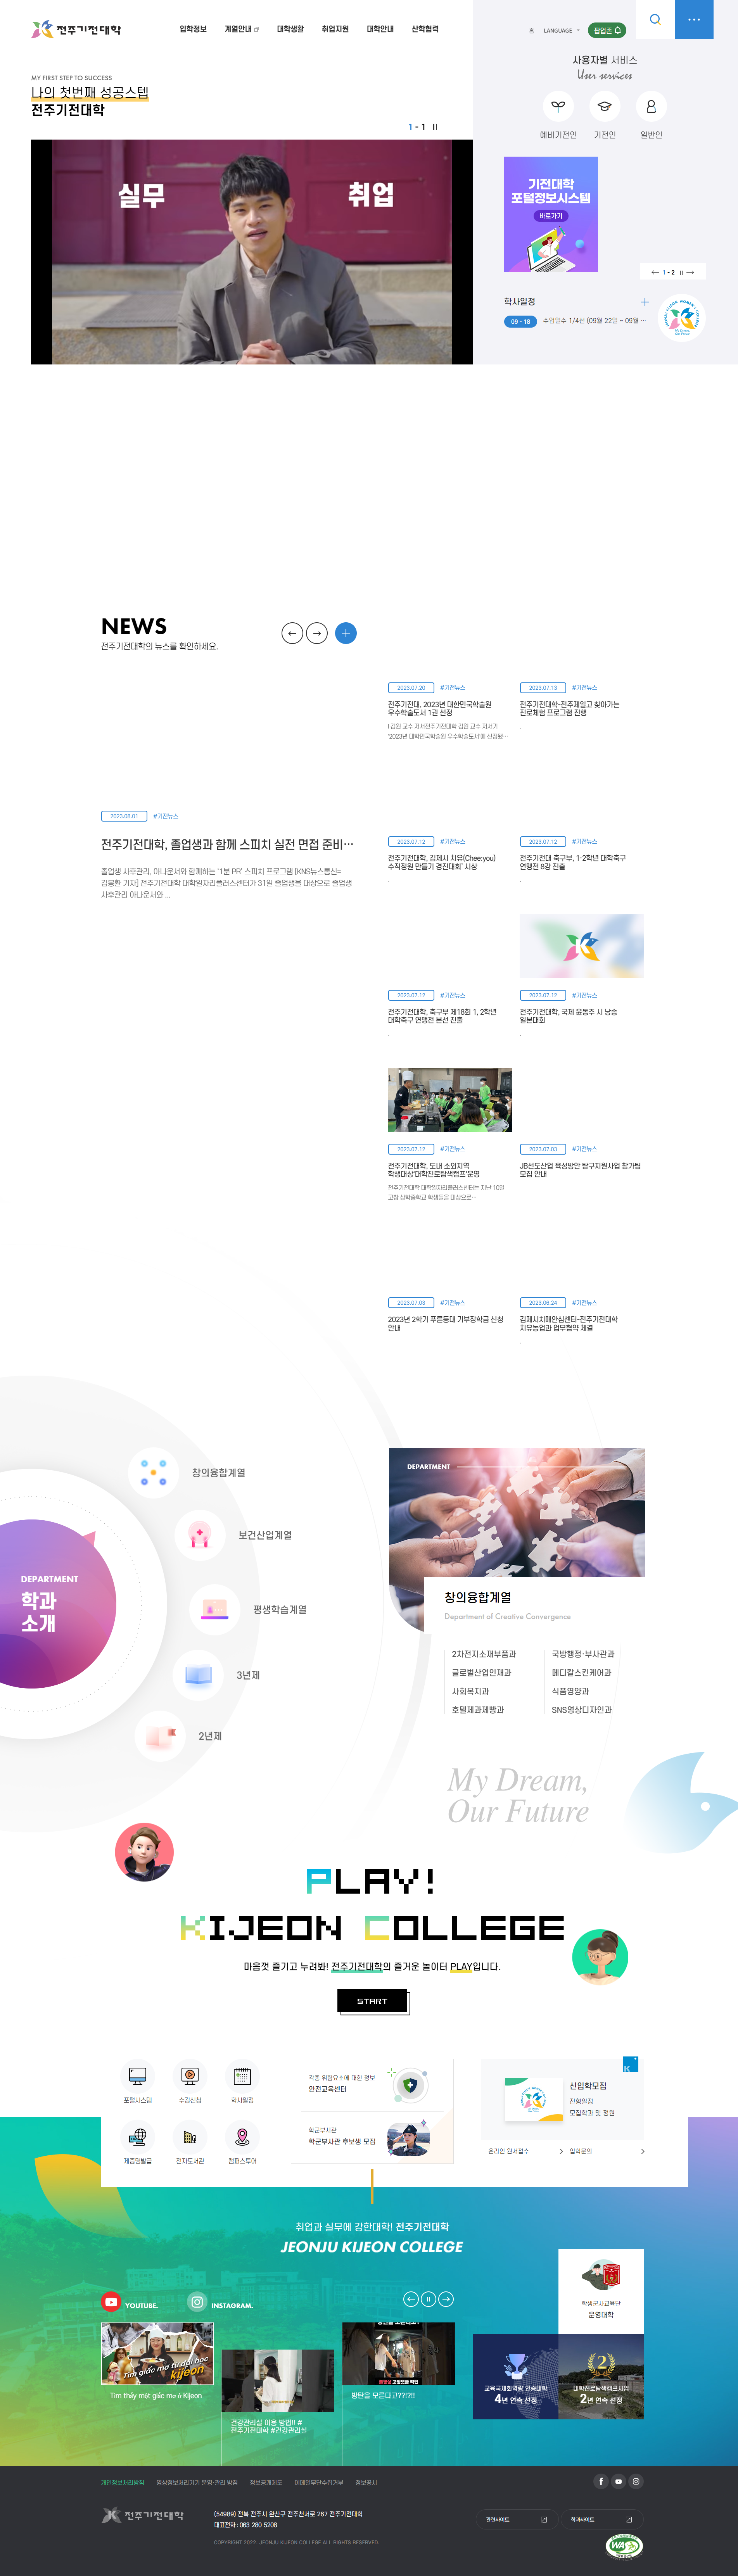 전주기전대학
입학정보
계열안내
대학생활
취업지원
대학안내
산학협력
홈
LANGUAGE
팝업존
MY FIRST STEP TO SUCCESS
나의 첫번째 성공스텝
전주기전대학
1 - 1
실무
취업
사용자별 서비스
User services
예비기전인
기전인
일반인
기전대학
포털정보시스템
바로가기
1 - 2
학사일정
09 - 18
수업일수 1/4선 (09월 22일 ~ 09월 …
NEWS
전주기전대학의 뉴스를 확인하세요.
2023.08.01
#기전뉴스
전주기전대학, 졸업생과 함께 스피치 실전 면접 준비…
졸업생 사후관리, 아나운서와 함께하는 ‘1분 PR’ 스피치 프로그램 [KNS뉴스통신=
김봉환 기자] 전주기전대학 대학일자리플러스센터가 31일 졸업생을 대상으로 졸업생
사후관리 아나운서와 ...
2023.07.20
#기전뉴스
전주기전대, 2023년 대한민국학술원
우수학술도서 1권 선정
l 김원 교수 저서전주기전대학 김원 교수 저서가
‘2023년 대학민국학술원 우수학술도서’에 선정됐…
2023.07.13
#기전뉴스
전주기전대학-전주제일고 찾아가는
진로체험 프로그램 진행
.
2023.07.12
#기전뉴스
전주기전대학, 김제시 치유(Chee:you)
수직정원 만들기 경진대회’ 시상
.
2023.07.12
#기전뉴스
전주기전대 축구부, 1·2학년 대학축구
연맹전 8강 진출
.
2023.07.12
#기전뉴스
전주기전대학, 축구부 제18회 1, 2학년
대학축구 연맹전 본선 진출
.
2023.07.12
#기전뉴스
전주기전대학, 국제 윤동주 시 낭송
일본대회
.
2023.07.12
#기전뉴스
전주기전대학, 도내 소외지역
학생대상‘대학진로탐색캠프’운영
전주기전대학 대학일자리플러스센터는 지난 10일
고창 삼학중학교 학생들을 대상으로…
2023.07.03
#기전뉴스
JB선도산업 육성방안 탐구지원사업 참가팀
모집 안내
2023.07.03
#기전뉴스
2023년 2학기 푸른등대 기부장학금 신청
안내
2023.06.24
#기전뉴스
김제시치매안심센터-전주기전대학
치유농업과 업무협약 체결
.
DEPARTMENT
학과
소개
창의융합계열
보건산업계열
평생학습계열
3년제
2년제
DEPARTMENT
창의융합계열
Department of Creative Convergence
2차전지소재부품과
글로벌산업인재과
사회복지과
호텔제과제빵과
국방행정·부사관과
메디칼스킨케어과
식품영양과
SNS영상디자인과
My Dream,
Our Future
PLAY!
KIJEON COLLEGE
마음껏 즐기고 누려봐! 전주기전대학의 즐거운 놀이터 PLAY입니다.
START
포털시스템
수강신청
학사일정
제증명발급
전자도서관
캠퍼스투어
각종 위험요소에 대한 정보
안전교육센터
학군부사관
학군부사관 후보생 모집
신입학모집
전형일정
모집학과 및 정원
온라인 원서접수
입학문의
취업과 실무에 강한대학! 전주기전대학
JEONJU KIJEON COLLEGE
YOUTUBE.
INSTAGRAM.
Tìm giấc mơ từ đại học
kijeon
Tìm thấy một giấc mơ ở Kijeon
건강관리실 이용 방법!! #
전주기전대학 #건강관리실
방탄을 모른다고??!?!!
학생군사교육단
운영대학
교육국제화역량 인증대학
4년 연속 선정
2
대학진로탐색캠프사업
2년 연속 선정
개인정보처리방침
영상정보처리기기 운영·관리 방침
정보공개제도
이메일무단수집거부
정보공시
전주기전대학
(54989) 전북 전주시 완산구 전주천서로 267 전주기전대학
대표전화 : 063-280-5208
COPYRIGHT 2022. JEONJU KIJEON COLLEGE ALL RIGHTS RESERVED.
관련사이트
학과사이트
WA